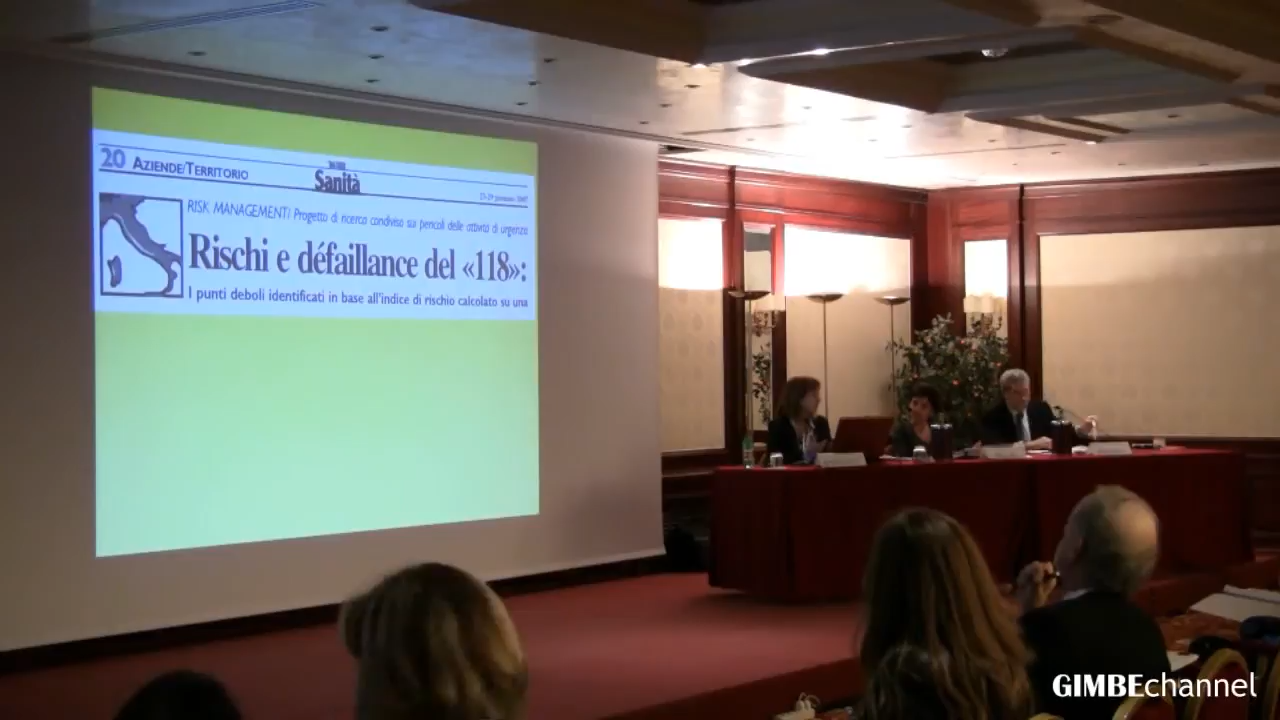 20 AZIENDE/TERRITORIO
Sanità
RISK MANAGEMENT/ Progetto di ricerca condiviso sui pericoli delle attività di urgenza
Rischi e défaillance del «118»:
I punti deboli identificati in base all'indice di rischio calcolato su una
GIMBEchannel